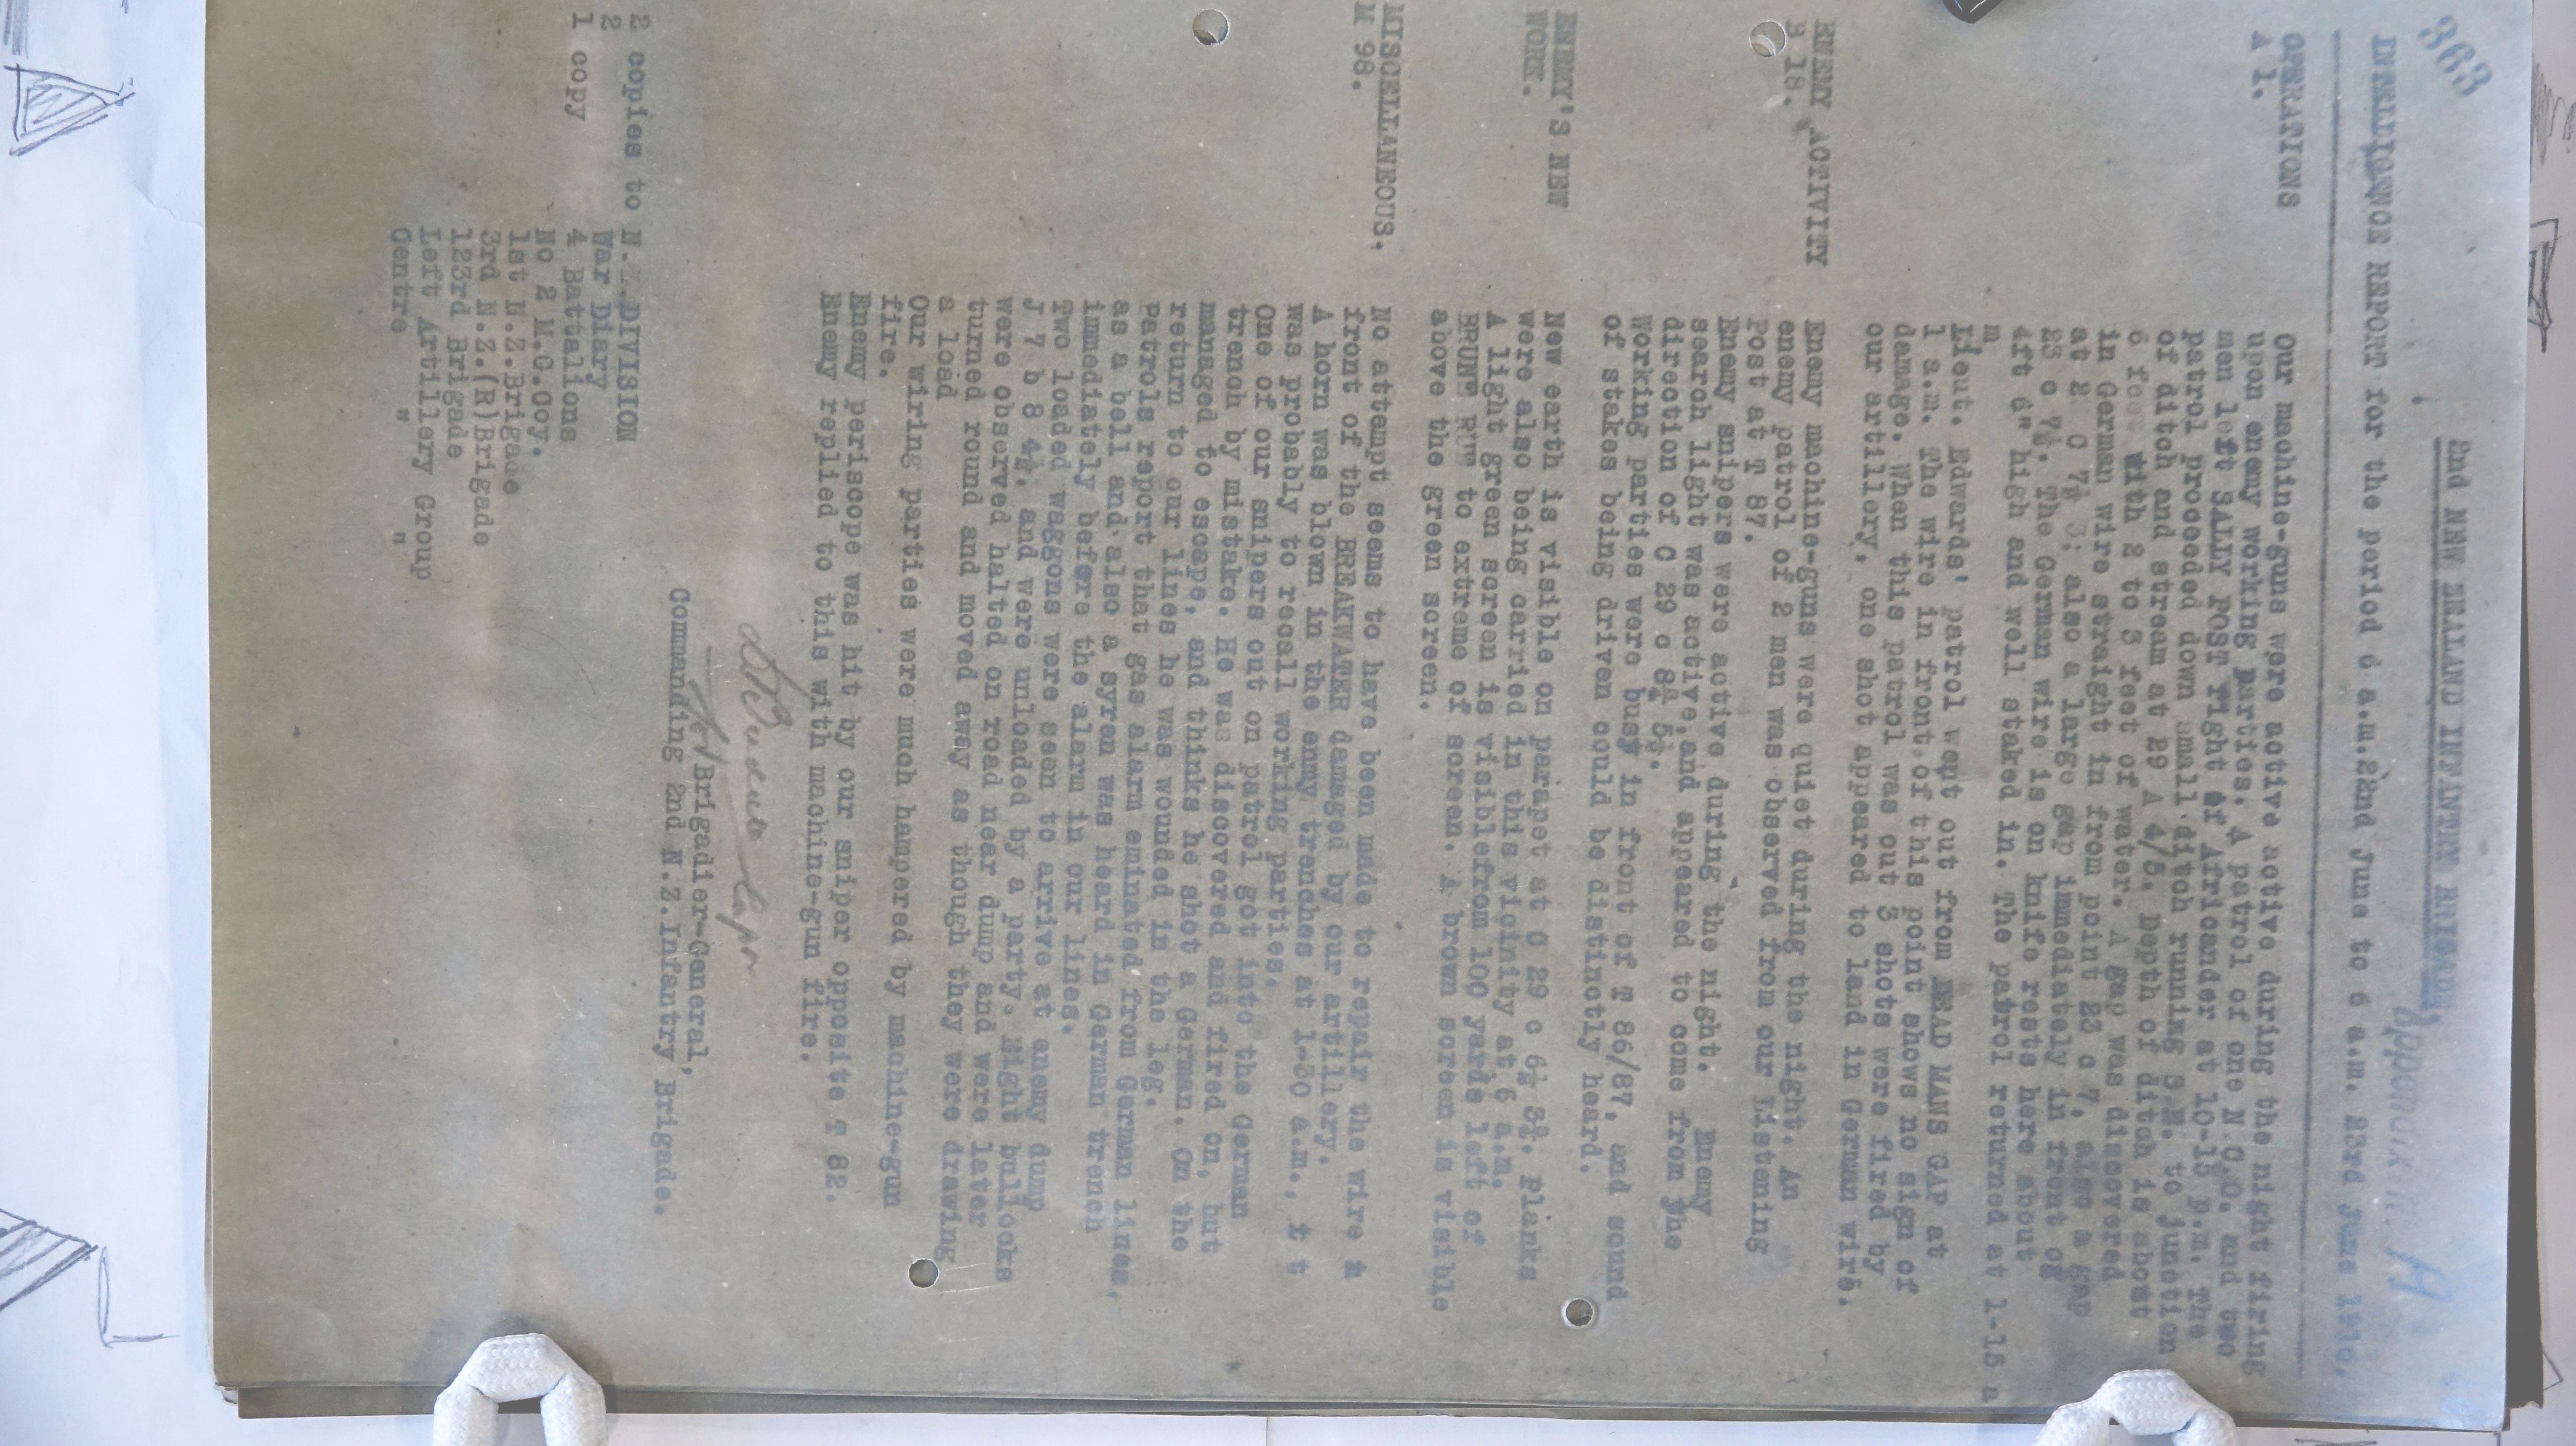 363
Appendix A
2nd NEW ZEALAND INFANTRY BRIGADE.
INTELLIGENCE REPORT for the period 6 a.m.22nd June to 6 a.m. 23rd June 1916.
OPERATIONS
A 1.
Our machine-guns were active active during the night firing
upon enemy working parties. A patrol of one N.C.O. and two
men left SALLY POST right of Africander at 10-15 p.m. The
patrol proceeded down small ditch running S.E. to junction
of ditch and stream at 29 A 4/5. Depth of ditch is about
6 feet with 2 to 3 feet of water. A gap was discovered
in German wire straight in from point 23 c 7, also a gap
at 2 C 7½ 3; also a large gap immediately in front of
23 c 7½. The German wire is on knife rests here about
4ft 6" high and well staked in. The patrol returned at 1-15 a
m
Lieut. Edwards' patrol went out from DEAD MANS GAP at
1 a.m. The wire in front of this point shows no sign of
damage. When this patrol was out 3 shots were fired by
our artillery, one shot appeared to land in German wire.
ENEMY ACTIVITY
B 18.
Enemy machine-guns were quiet during the night. An
enemy patrol of 2 men was observed from our Listening
Post at T 87.
Enemy snipers were active during the night. Enemy
search light was active,and appeared to come from the
direction of C 29 c 8¾ 5½.
Working parties were busy in front of T 86/87, and sound
of stakes being driven could be distinctly heard.
ENEMY'S NEW
WORK.
New earth is visible on parapet at C 29 c 6½ 3¾. Planks
were also being carried in this vicinity at 6 a.m.
A light green screen is visiblefrom 100 yards left of
BRUNE RUE to extreme of screen. A brown screen is visible
above the green screen.
MISCELLANEOUS.
M 98.
No attempt seems to have been made to repair the wire &
front of the BREAKWATER damaged by our artillery.
A horn was blown in the enmy trenches at 1-30 a.m., t t
was probably to recall working parties.
One of our snipers out on patrol got into the German
trench by mistake. He was discovered and fired on, but
managed to escape, and thinks he shot a German. On the
return to our lines he was wounded in the leg.
Patrols report that gas alarm eminated from German lines,
as a bell and also a syren was heard in German trench
immediately before the alarm in our lines.
Two loaded waggons were seen to arrive at enemy dump
J 7 b 8 4½, and were unloaded by a party. Eight bullocks
were observed halted on road near dump and were later
turned round and moved away as though they were drawing
a load
Our wiring parties were much hampered by machine-gun
fire.
Enemy periscope was hit by our sniper opposite T 82.
Enemy replied to this with machine-gun fire.
Capt
for Brigadier-General,
Commanding 2nd N.Z.Infantry Brigade.
2 copies to N.Z.DIVISION
2 War Diary
1 copy 4 Battalions
No 2 M.G.Coy.
1st N.Z.Brigade
3rd N.Z.(R)Brigade
123rd Brigade
Left Artillery Group
Centre " "